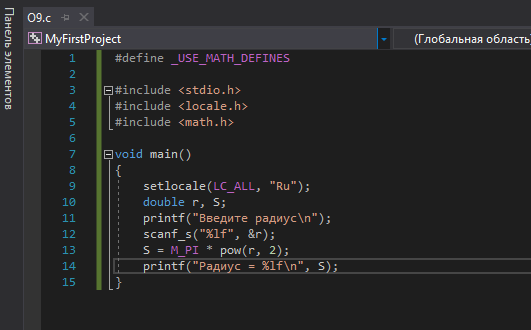 Панель элементов
O9.c
MyFirstProject
(Глобальная область
1 #define _USE_MATH_DEFINES
2
3 #include <stdio.h>
4 #include <locale.h>
5 #include <math.h>
6
7 void main()
8 {
9 setlocale(LC_ALL, "Ru");
10 double r, S;
11 printf("Введите радиус\n");
12 scanf_s("%lf", &r);
13 S = M_PI * pow(r, 2);
14 printf("Радиус = %lf\n", S);
15 }